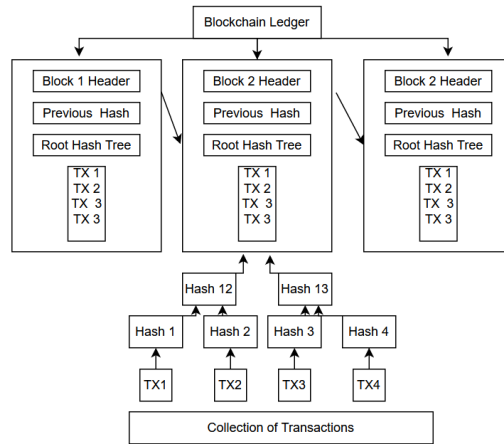 Blockchain Ledger
Block 1 Header
Previous Hash
Root Hash Tree
TX 1
TX 2
TX 3
TX 3
Block 2 Header
Previous Hash
Root Hash Tree
TX 1
TX 2
TX 3
TX 3
Block 2 Header
Previous Hash
Root Hash Tree
TX 1
TX 2
TX 3
TX 3
Hash 12
Hash 13
Hash 1
Hash 2
Hash 3
Hash 4
TX1
TX2
TX3
TX4
Collection of Transactions